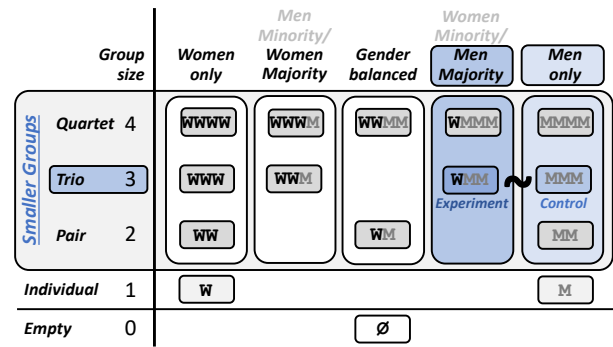 Men Minority/ Women Minority/
Group size Women only Women Majority Gender balanced Men Majority Men only
Smaller Groups
Quartet 4 WWWW WWWM WWMM WMMM MMMM
Trio 3 WWW WWM WMM ~ MMM
Experiment Control
Pair 2 WW WM MM
Individual 1 W M
Empty 0 Ø